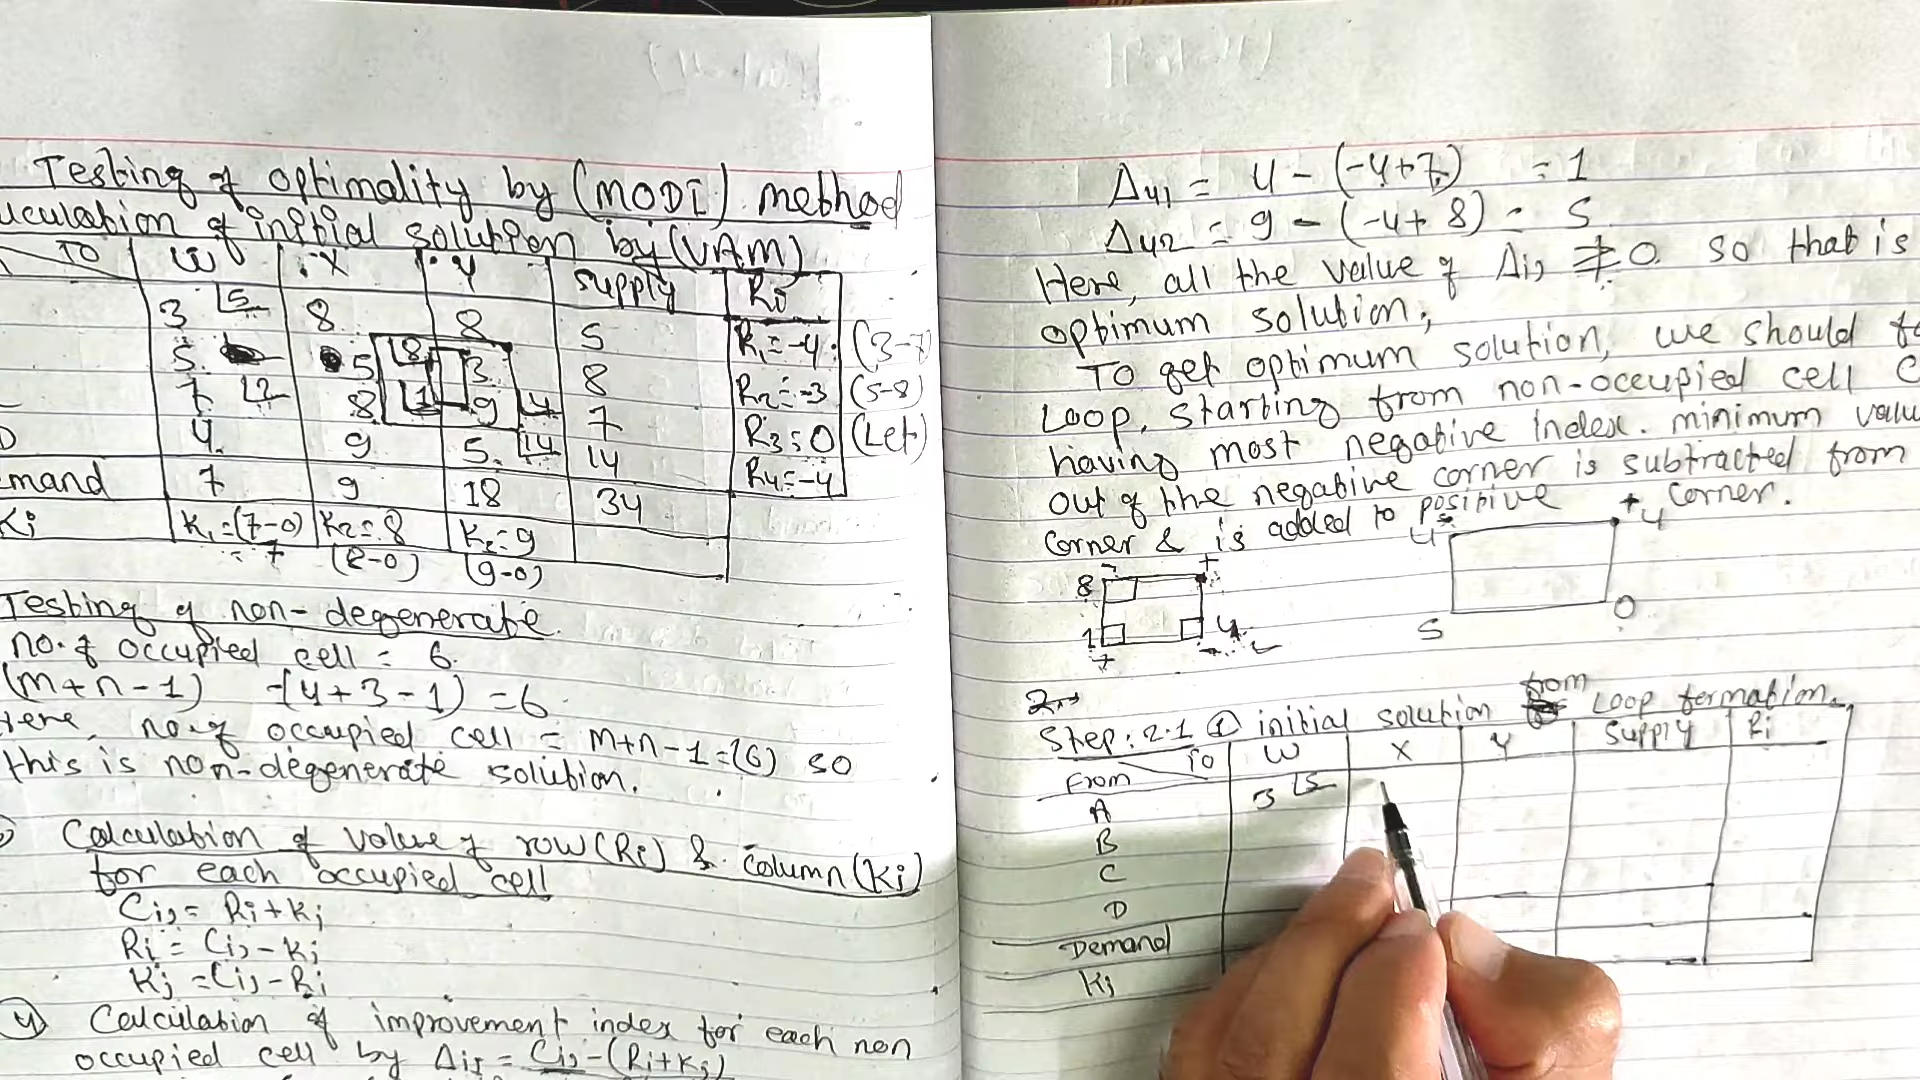 Testing of optimality by (MODI) method
ulculation of initial solution by (VAM)
TO W X Y supply Ri
3 5 8 8 5 R1=-4 (3-7)
5. 5 8 3. 8 R2=-3 (5-8)
7 2 8 1 9 4 7 R3=0 (Let)
D 4. 9 5. 14 14 R4=-4
mand 7 9 18 34
Kj K1=(7-0) K2=8 K2=9
= 7 (8-0) (9-0)
Testing of non-degenerate.
no. of occupied cell = 6.
(m+n-1) -(4+3-1) =6
Here, no. of occupied cell = m+n-1=(6) so
this is non-degenerate solution.
Calculation of value of row (Ri) & column (Kj)
for each occupied cell
Cij = Ri+Kj
Ri = Cij-Kj
Kj = Cij-Ri
4 Calculation of improvement index for each non
occupied cell by Δij = Cij-(Ri+Kj)
Δ41 = 4-(-4+7) = 1
Δ42 = 9-(-4+8) = 5
Here, all the value of Δij ≱0 so that is
optimum solution,
To get optimum solution, we should
Loop, starting from non-occupied cell
having most negative index. minimum valu
out of the negative corner is subtracted from
corner & is added to positive corner.
8 - +
1 + 4 -
4 + 4
5 0
2
Step: 2.1 1 initial solution from Loop formation.
From To W X Y Supply Ri
A 3 5
B
C
D
Demand
Kj